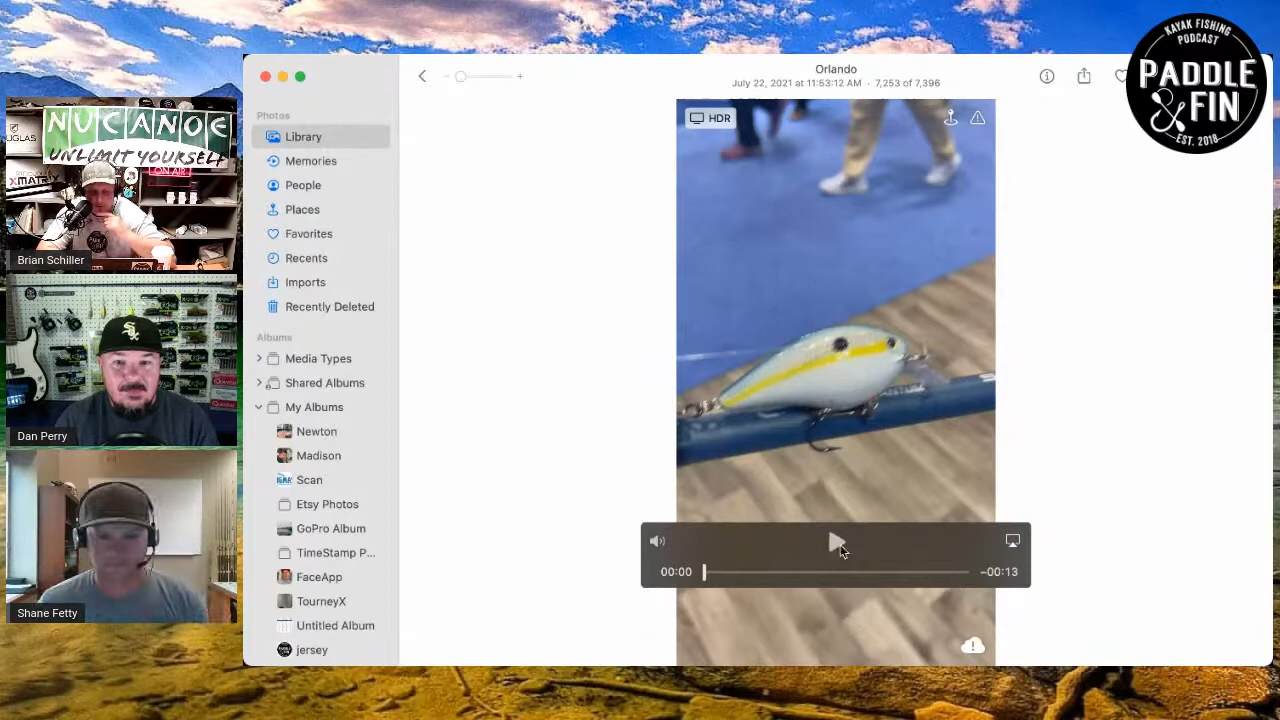 NUCANOE
UNLIMIT YOURSELF
UGLAS
XMATRIX
ON AIR
Brian Schiller
Dan Perry
Shane Fetty
Photos
Library
Memories
People
Places
Favorites
Recents
Imports
Recently Deleted
Albums
Media Types
Shared Albums
My Albums
Newton
Madison
Scan
Etsy Photos
GoPro Album
TimeStamp P...
FaceApp
TourneyX
Untitled Album
jersey
Orlando
July 22, 2021 at 11:53:12 AM · 7,253 of 7,396
HDR
00:00
-00:13
KAYAK FISHING
PODCAST
PADDLE
& FIN
EST. 2018